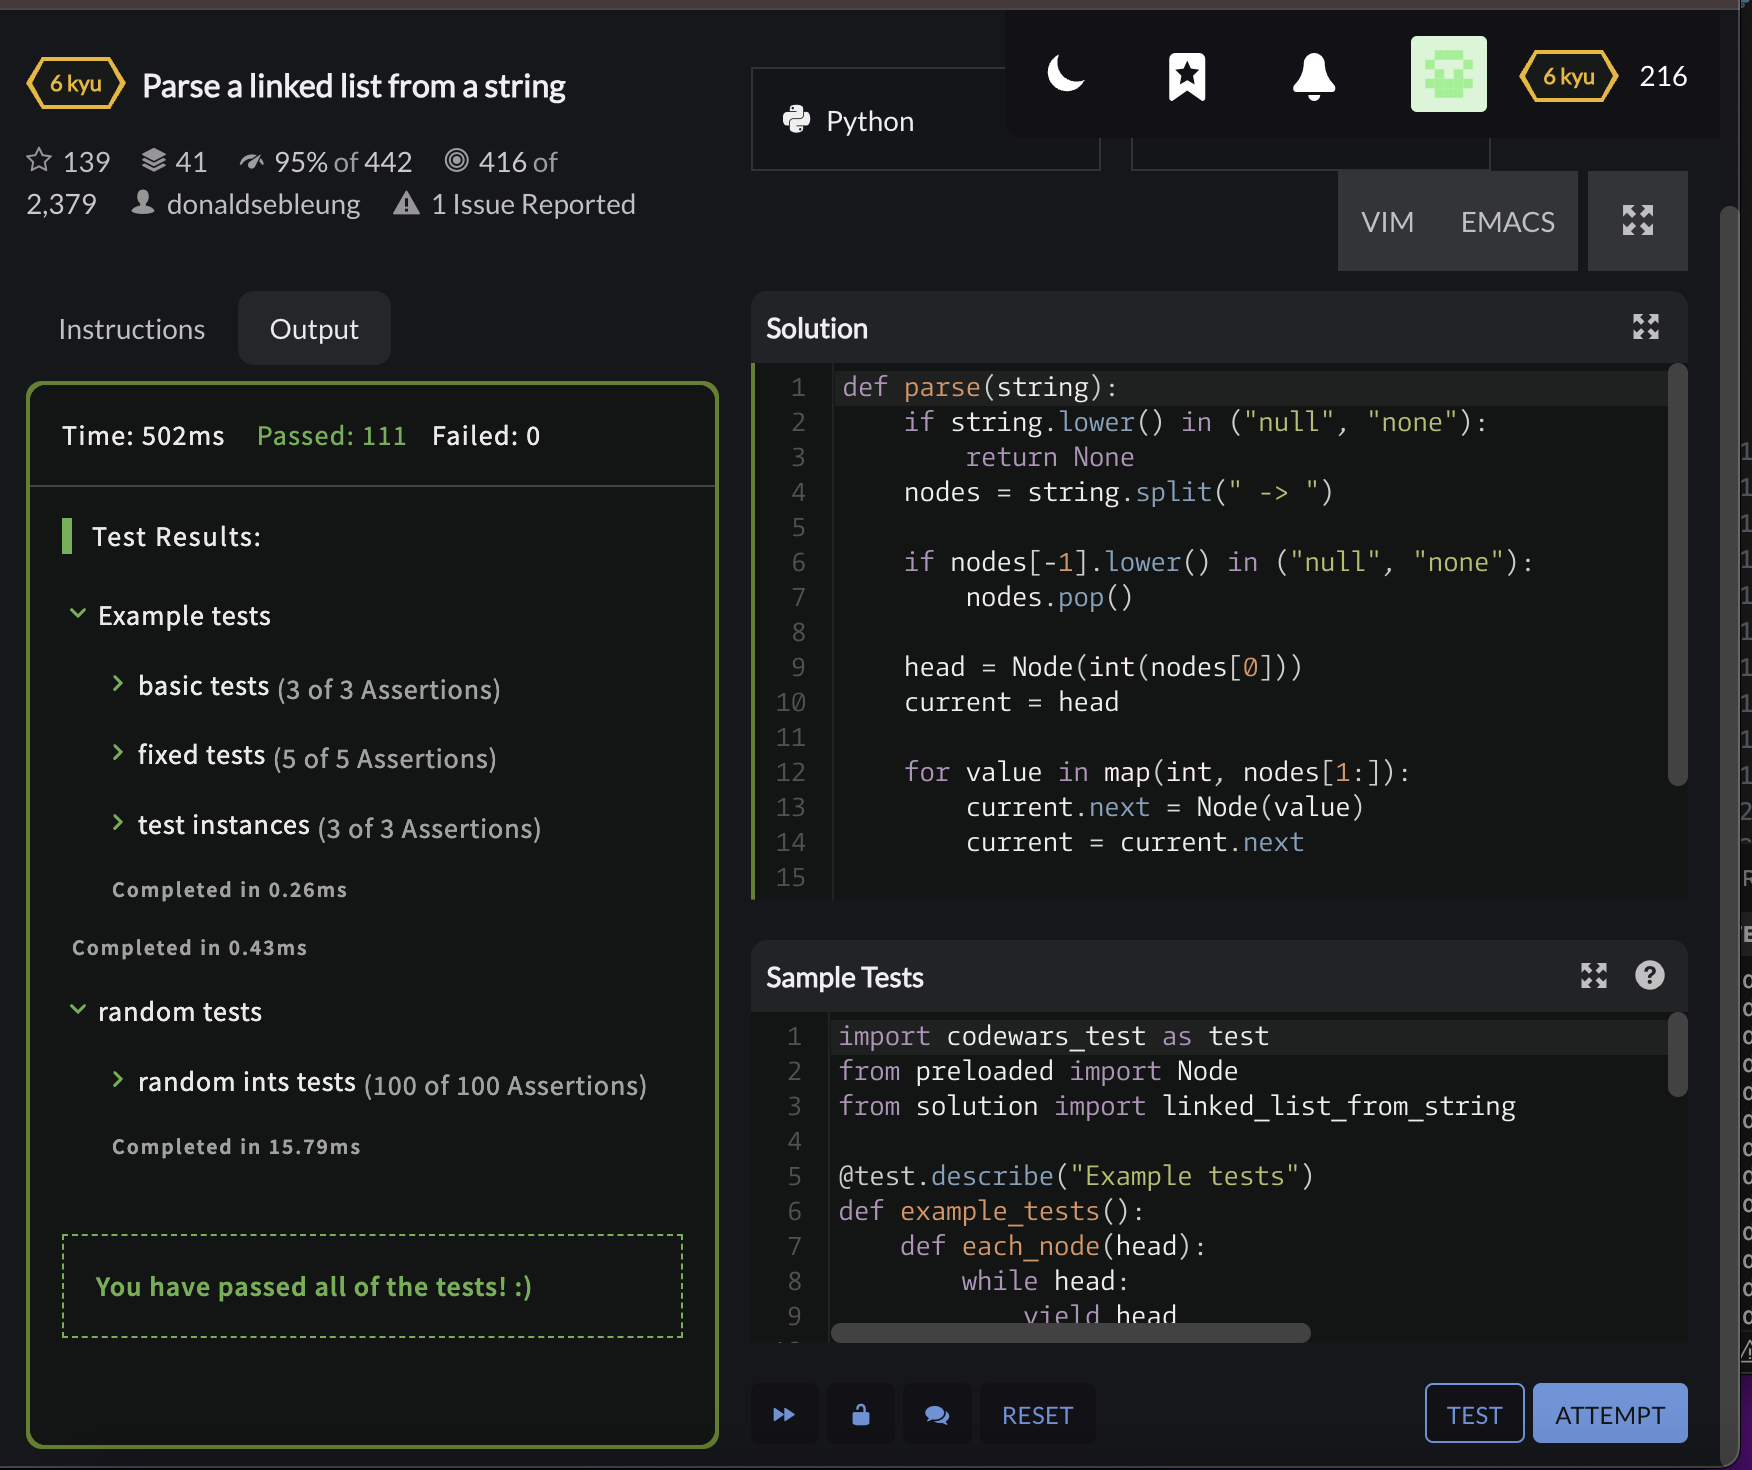 6 kyu Parse a linked list from a string
139 41 95% of 442 416 of
2,379 donaldsebleung 1 Issue Reported
6 kyu 216
Python
VIM EMACS
Instructions Output
Time: 502ms Passed: 111 Failed: 0
Test Results:
Example tests
basic tests (3 of 3 Assertions)
fixed tests (5 of 5 Assertions)
test instances (3 of 3 Assertions)
Completed in 0.26ms
Completed in 0.43ms
random tests
random ints tests (100 of 100 Assertions)
Completed in 15.79ms
You have passed all of the tests! :)
Solution
1 def parse(string):
2     if string.lower() in ("null", "none"):
3         return None
4     nodes = string.split(" -> ")
5
6     if nodes[-1].lower() in ("null", "none"):
7         nodes.pop()
8
9     head = Node(int(nodes[0]))
10     current = head
11
12     for value in map(int, nodes[1:]):
13         current.next = Node(value)
14         current = current.next
15
Sample Tests
1 import codewars_test as test
2 from preloaded import Node
3 from solution import linked_list_from_string
4
5 @test.describe("Example tests")
6 def example_tests():
7     def each_node(head):
8         while head:
9             yield head
RESET
TEST ATTEMPT